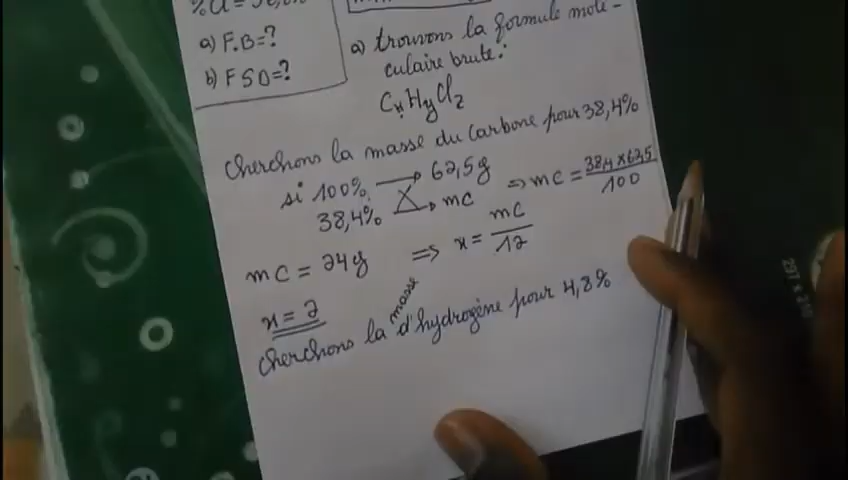 a) F.B=?
b) FSD=?
a) trouvons la formule molé-
culaire brute:
CxHyClz
Cherchons la masse du carbone pour 38,4%
si 100% → 62,5g
38,4% → mC ⇒ mC = 38,4 x 62,5 / 100
mC = 24g ⇒ x = mC / 12
x = 2
Cherchons la masse d'hydrogène pour 4,8%